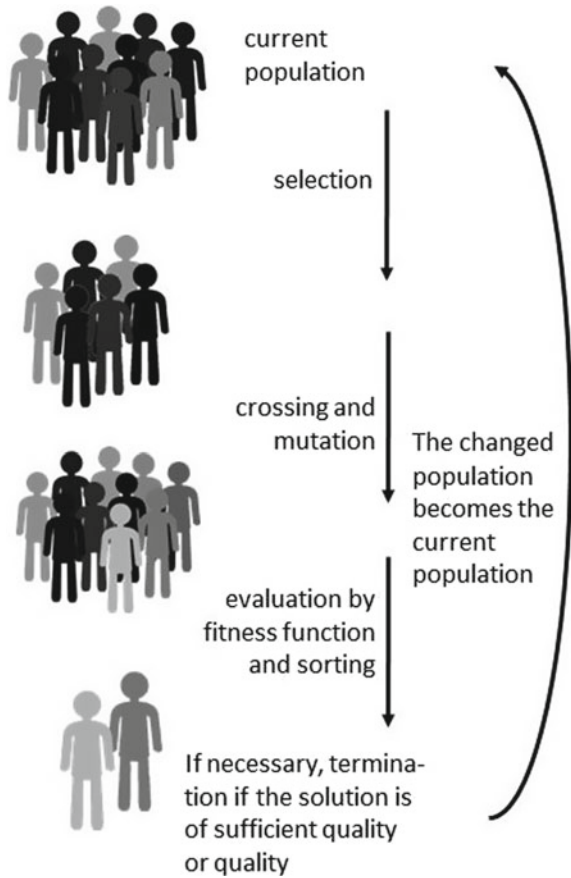 current
population
selection
crossing and
mutation
The changed
population
becomes the
current
population
evaluation by
fitness function
and sorting
If necessary, termina-
tion if the solution is
of sufficient quality
or quality